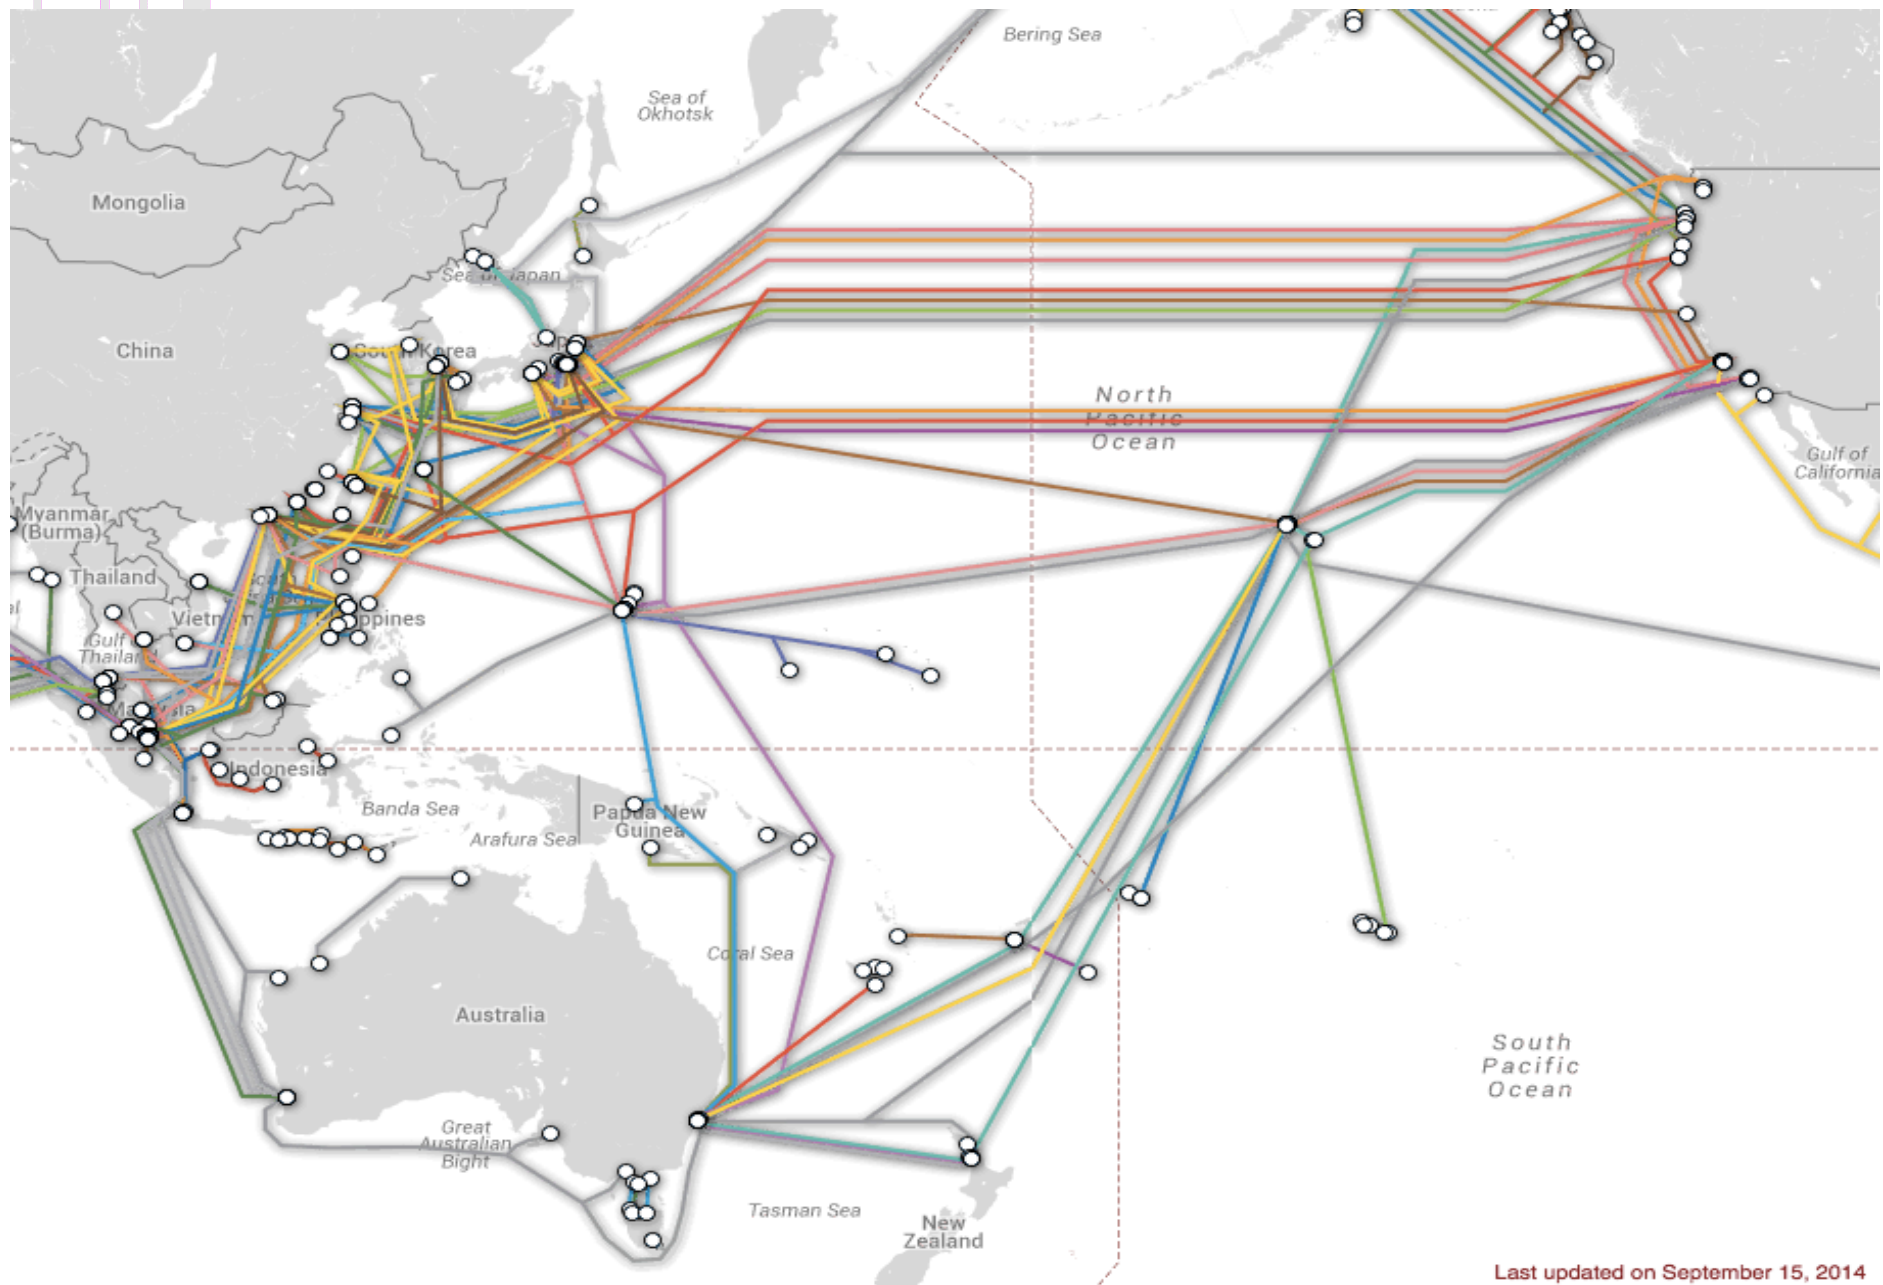 Bering Sea
Sea of
Okhotsk
Mongolia
Sea of Japan
China
South Korea
Japan
North
Pacific
Ocean
Gulf of
California
Myanmar
(Burma)
Thailand
Vietnam
Philippines
Gulf
Thailand
Malaysia
Indonesia
Banda Sea
Papua New
Guinea
Arafura Sea
Coral Sea
Australia
South
Pacific
Ocean
Great
Australian
Bight
Tasman Sea
New
Zealand
Last updated on September 15, 2014